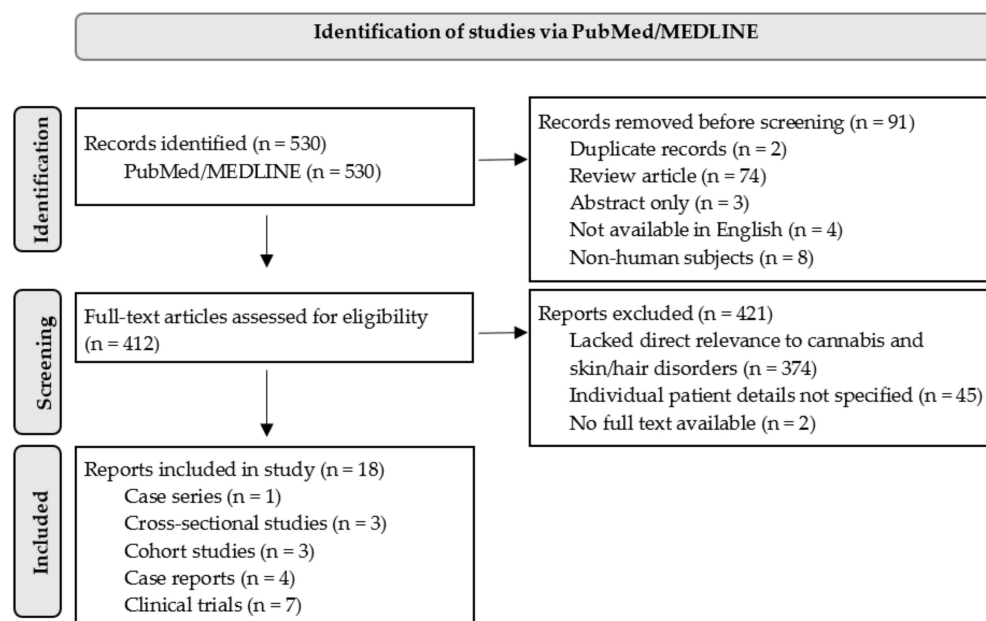 Identification of studies via PubMed/MEDLINE
Identification
Records identified (n = 530)
PubMed/MEDLINE (n = 530)
Records removed before screening (n = 91)
Duplicate records (n = 2)
Review article (n = 74)
Abstract only (n = 3)
Not available in English (n = 4)
Non-human subjects (n = 8)
Screening
Full-text articles assessed for eligibility
(n = 412)
Reports excluded (n = 421)
Lacked direct relevance to cannabis and
skin/hair disorders (n = 374)
Individual patient details not specified (n = 45)
No full text available (n = 2)
Included
Reports included in study (n = 18)
Case series (n = 1)
Cross-sectional studies (n = 3)
Cohort studies (n = 3)
Case reports (n = 4)
Clinical trials (n = 7)